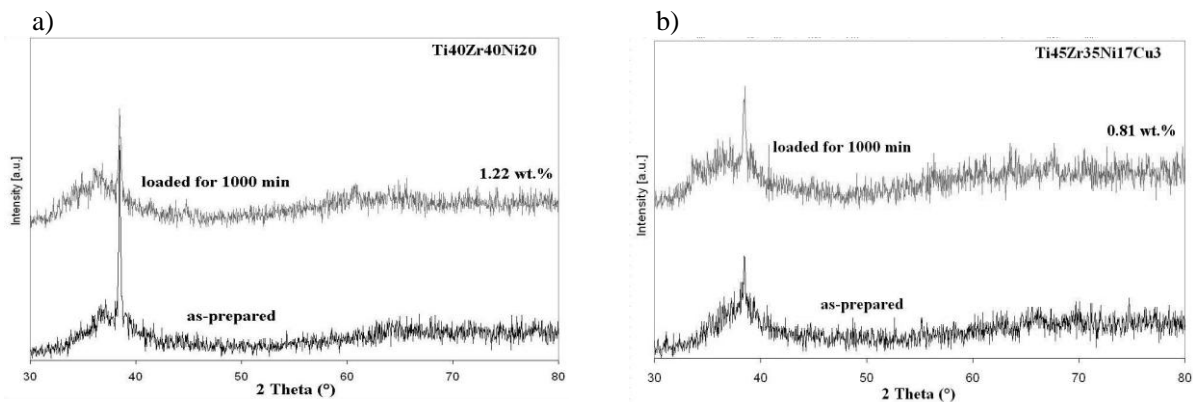 a)
Ti40Zr40Ni20
Intensity [a.u.]
loaded for 1000 min
1.22 wt.%
as-prepared
30 40 50 60 70 80
2 Theta (°)
b)
Ti45Zr35Ni17Cu3
Intensity [a.u.]
loaded for 1000 min
0.81 wt.%
as-prepared
30 40 50 60 70 80
2 Theta (°)